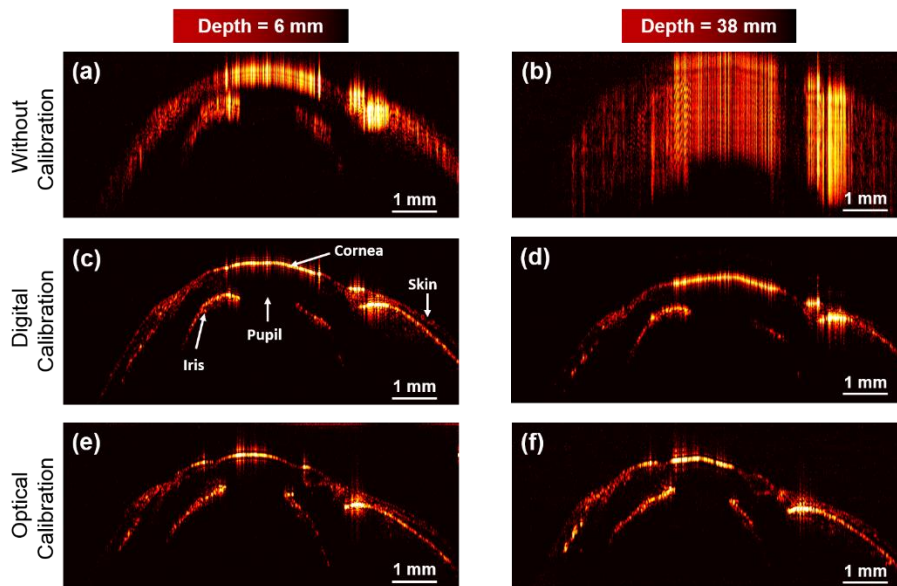 Depth = 6 mm
Depth = 38 mm
Without
Calibration
(a)
1 mm
(b)
1 mm
Digital
Calibration
(c)
Cornea
Skin
Pupil
Iris
1 mm
(d)
1 mm
Optical
Calibration
(e)
1 mm
(f)
1 mm